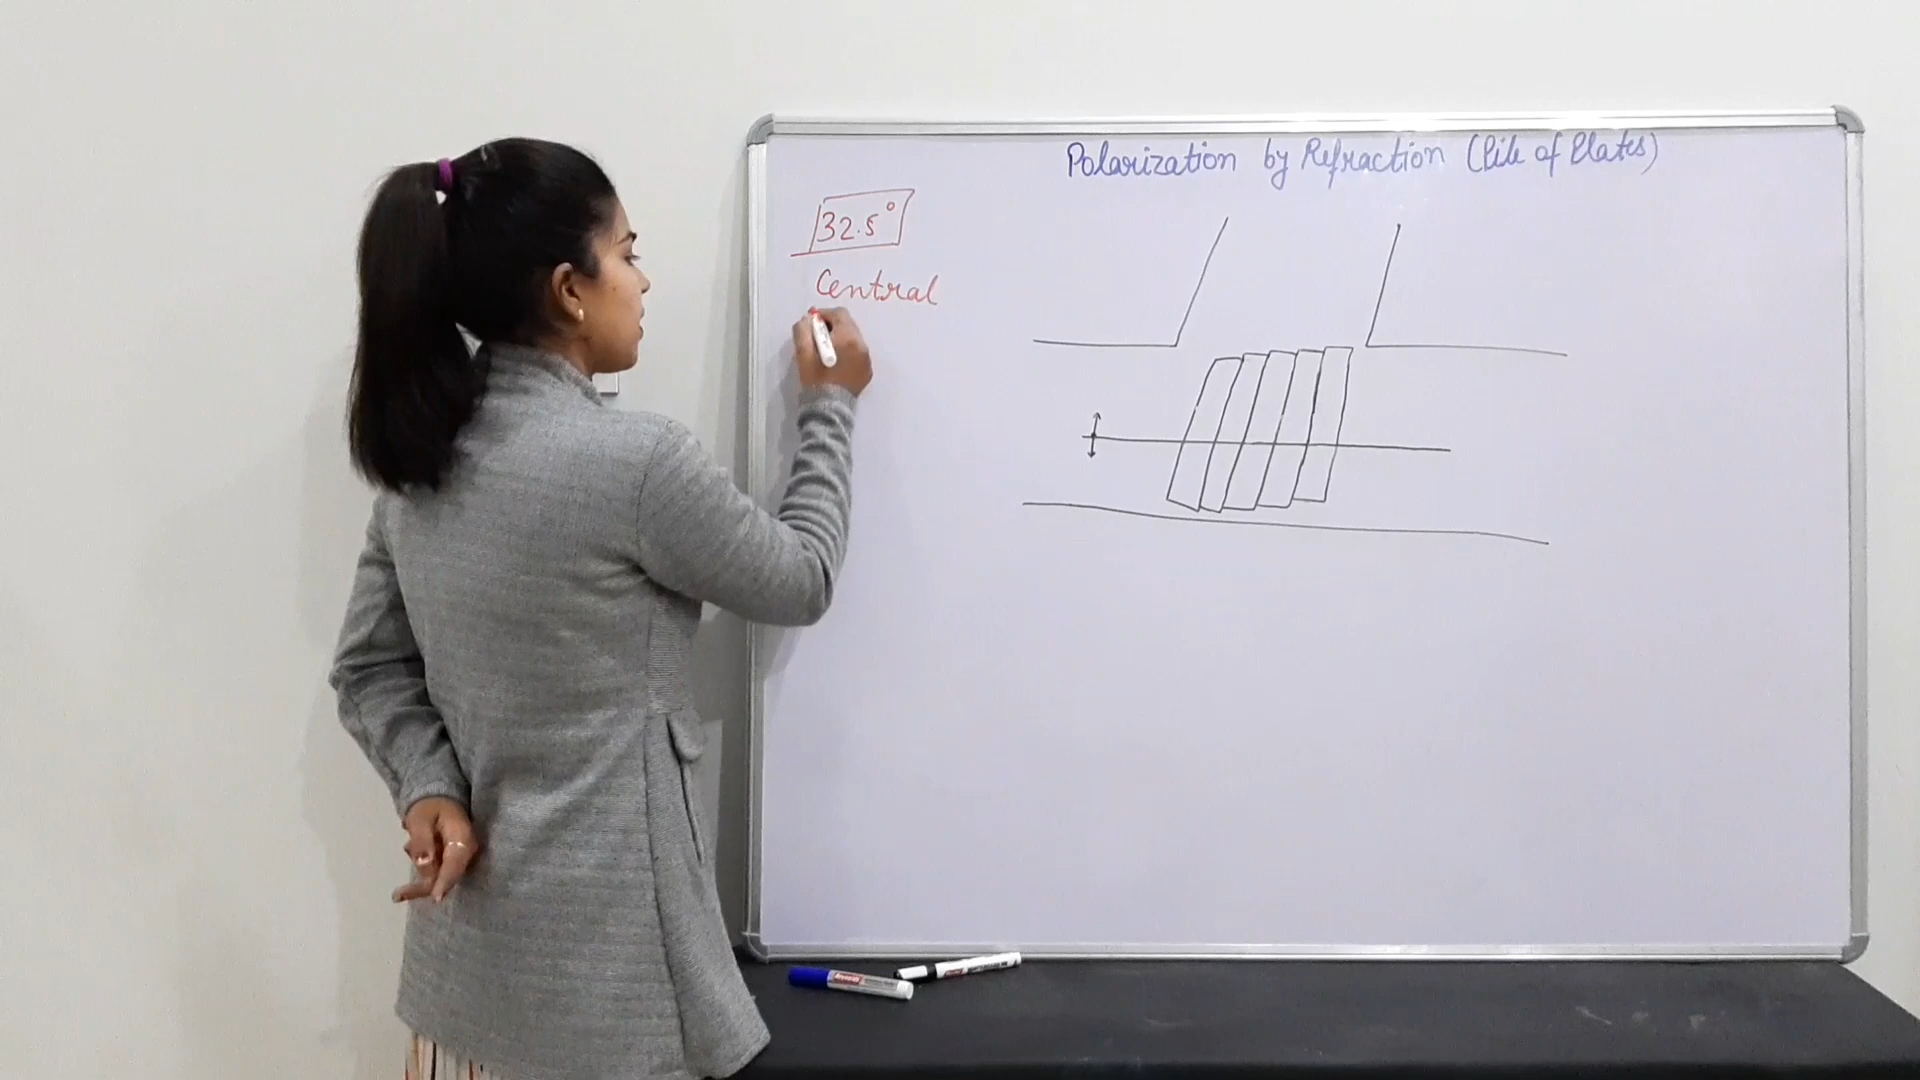 Polarization by Refraction (Pile of Plates)
32.5°
Central